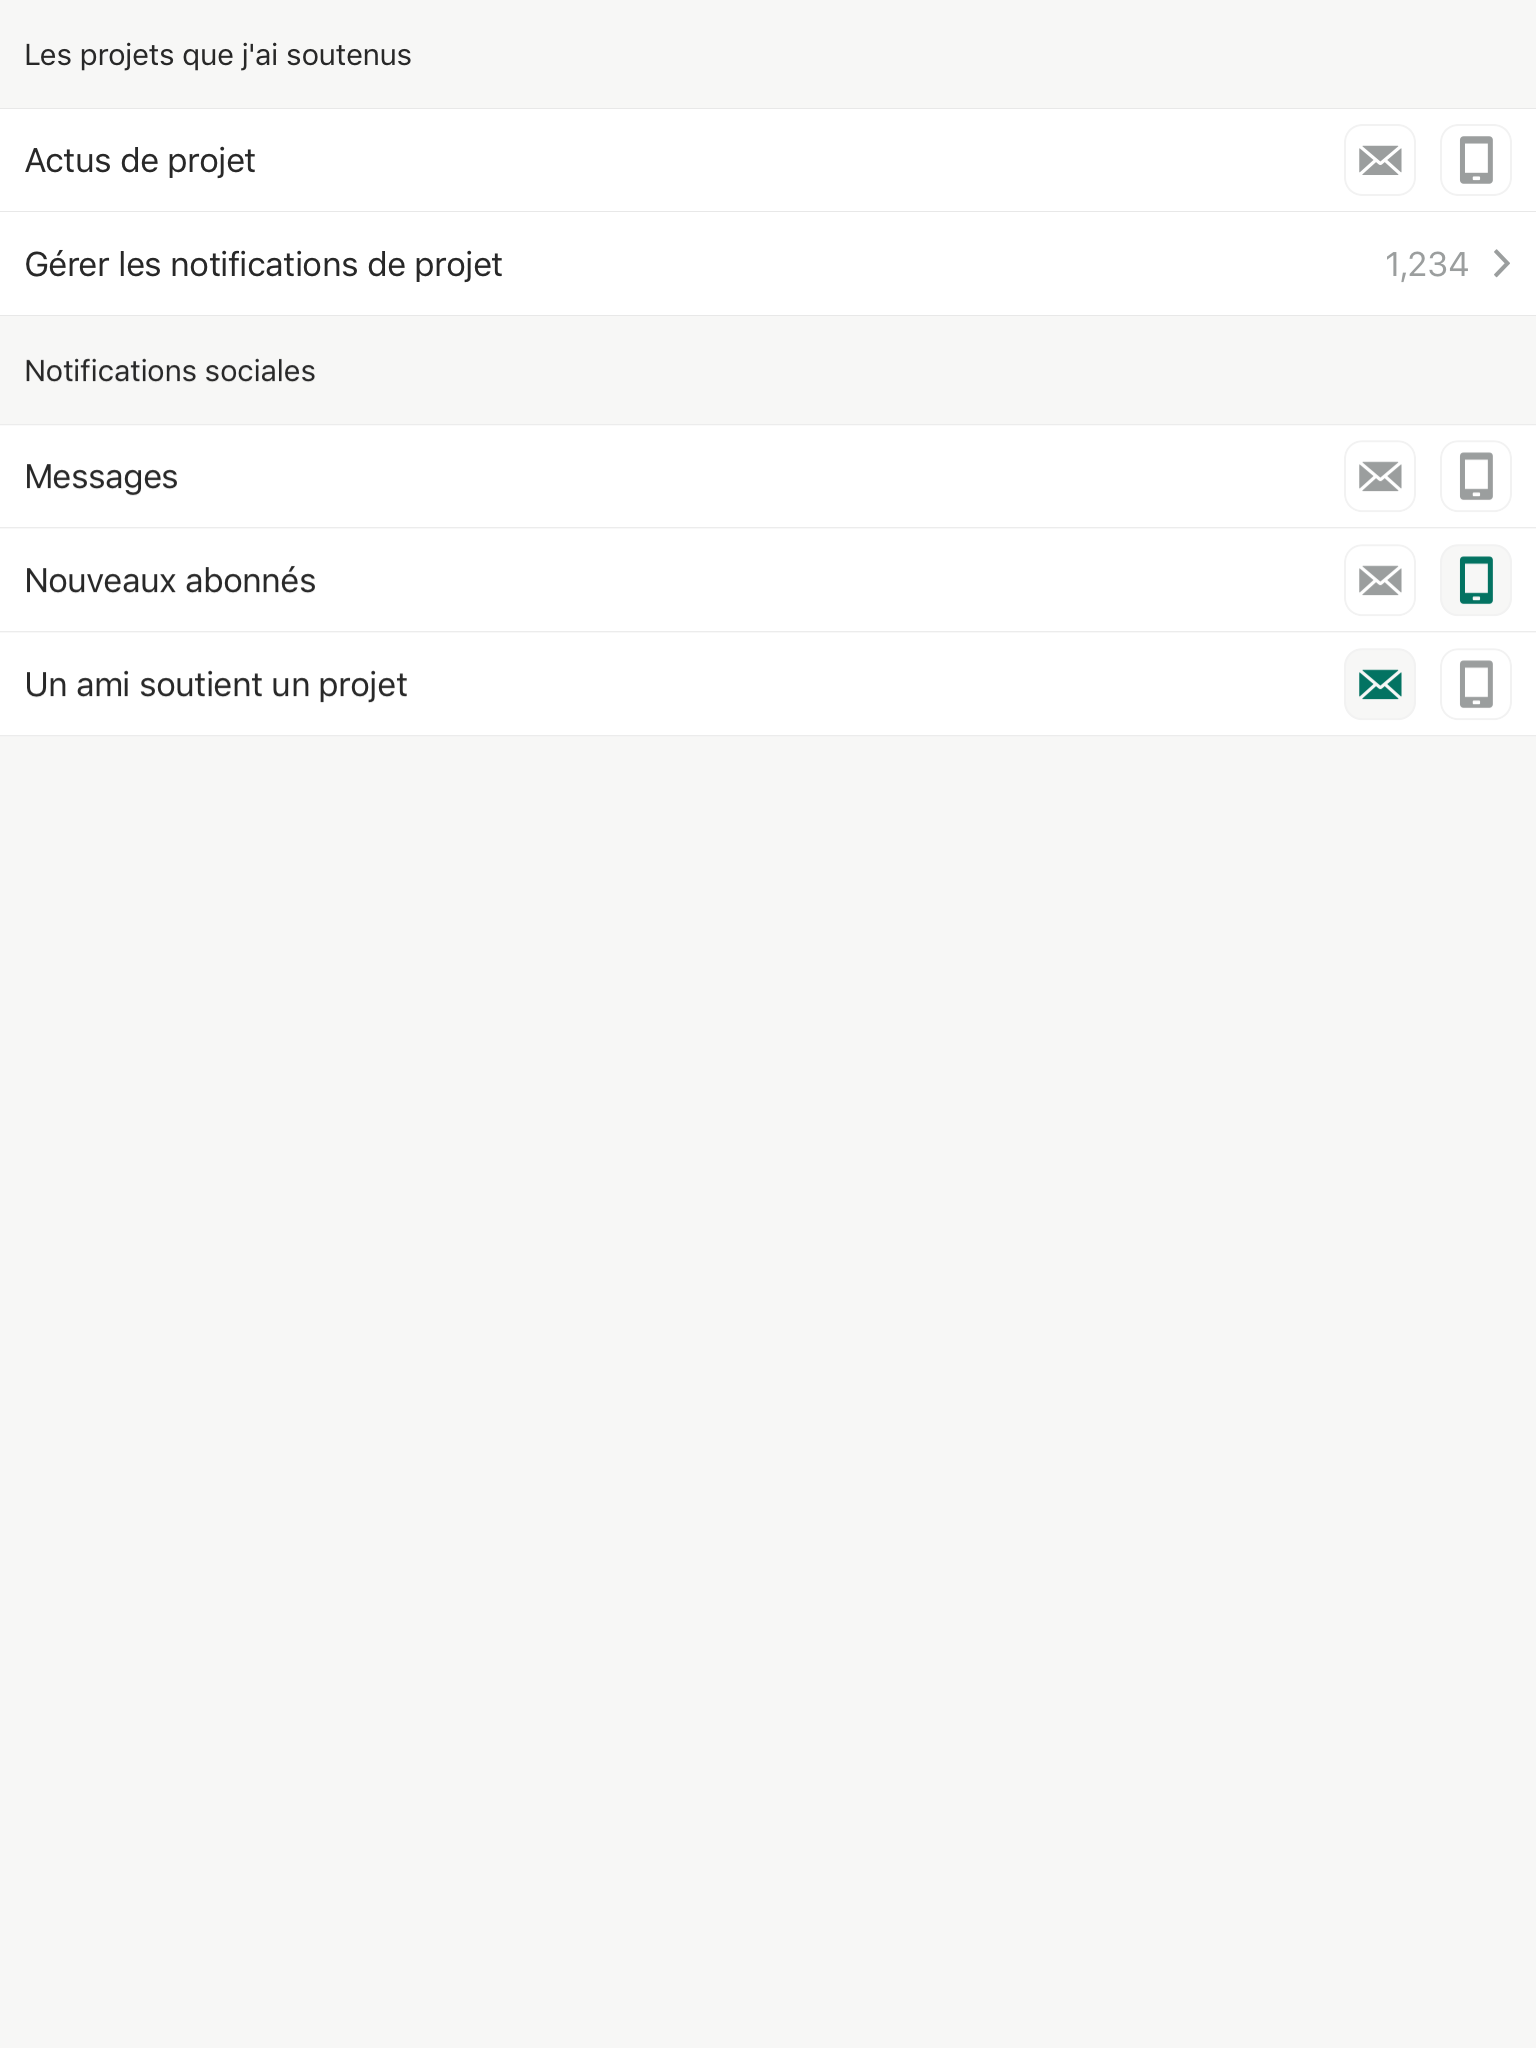 Les projets que j'ai soutenus
Actus de projet
Gérer les notifications de projet 1,234
Notifications sociales
Messages
Nouveaux abonnés
Un ami soutient un projet